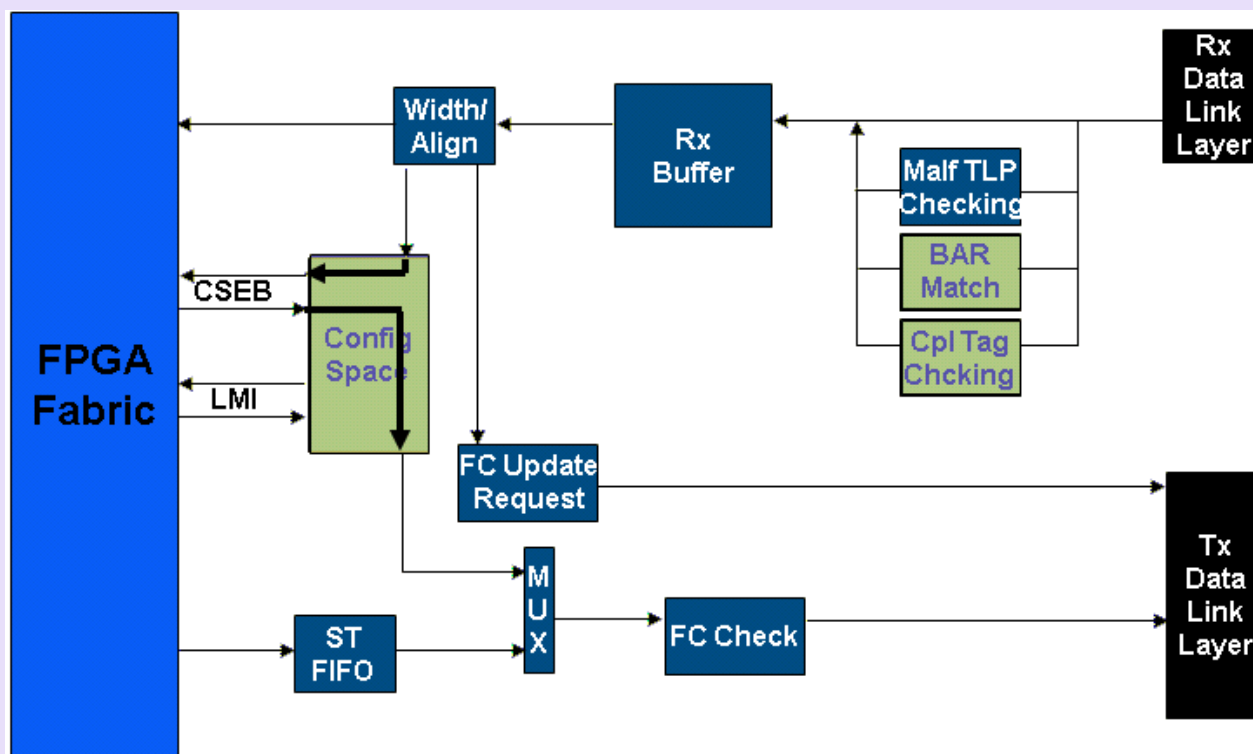 Rx
Data
Link
Layer
Width/
Align
Rx
Buffer
Malf TLP
Checking
BAR
Match
Cpl Tag
Chcking
CSEB
Config
Space
LMI
FPGA
Fabric
FC Update
Request
MUX
ST
FIFO
FC Check
Tx
Data
Link
Layer